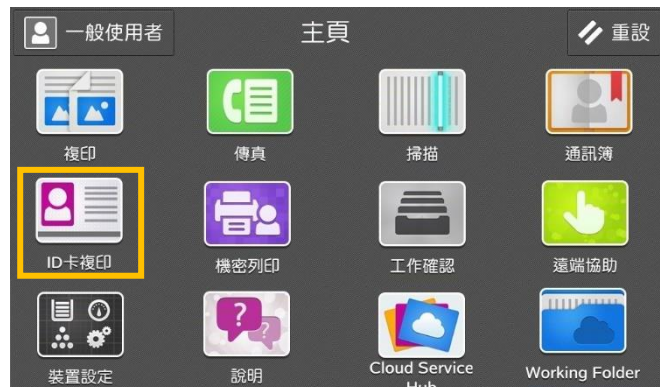 一般使用者
主頁
重設
複印
傳真
掃描
通訊簿
ID卡複印
機密列印
工作確認
遠端協助
裝置設定
說明
Cloud Service
Hub
Working Folder